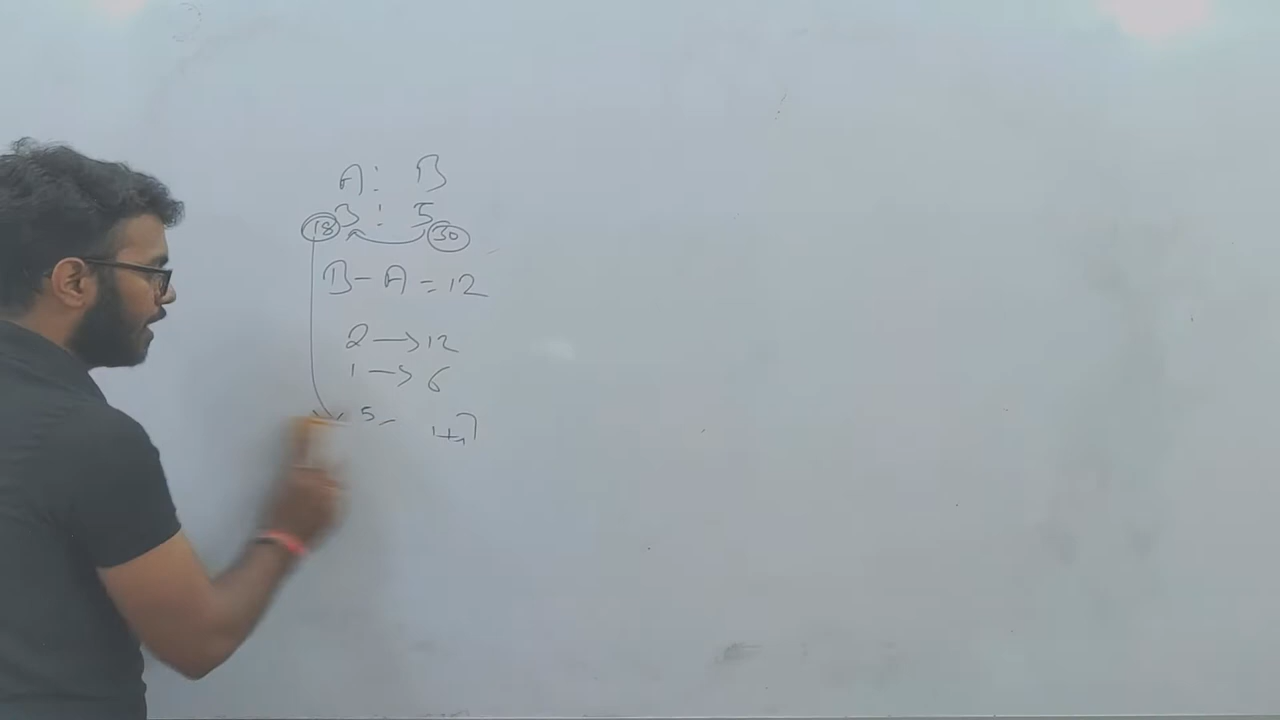 A : B
18 3 : 5 30
B - A = 12
2 → 12
1 → 6
5